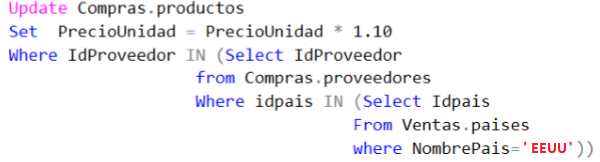 Update Compras.productos
Set  PrecioUnidad = PrecioUnidad * 1.10
Where IdProveedor IN (Select IdProveedor
from Compras.proveedores
Where idpais IN (Select Idpais
From Ventas.paises
where NombrePais='EEUU'))